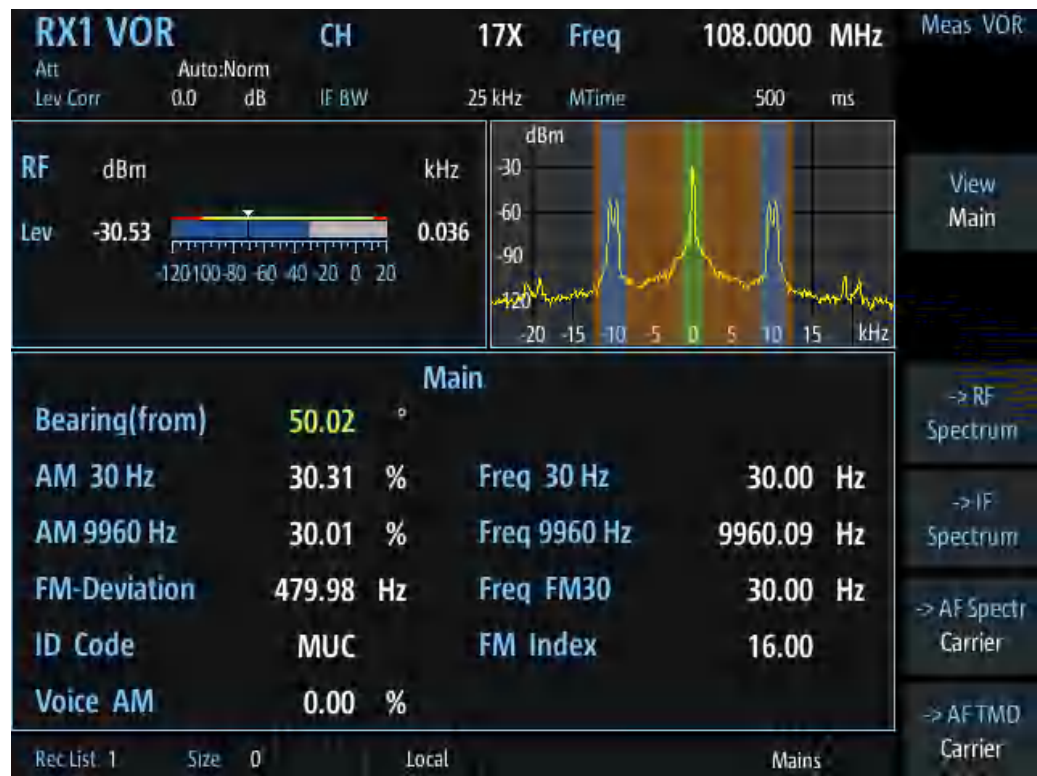 RX1 VOR CH 17X Freq 108.0000 MHz
Meas VOR
Att Auto:Norm
Lev Corr 0.0 dB IF BW 25 kHz MTime 500 ms
RF dBm kHz
Lev -30.53 0.036
-120 100 -80 -60 -40 -20 0 20
dBm
-30
-60
-90
-120
-20 -15 -10 -5 0 5 10 15 kHz
View
Main
Main
Bearing(from) 50.02 °
AM 30 Hz 30.31 % Freq 30 Hz 30.00 Hz
AM 9960 Hz 30.01 % Freq 9960 Hz 9960.09 Hz
FM-Deviation 479.98 Hz Freq FM30 30.00 Hz
ID Code MUC FM Index 16.00
Voice AM 0.00 %
-> RF
Spectrum
-> IF
Spectrum
-> AF Spectr
Carrier
-> AF TMD
Carrier
Rec List 1 Size 0 Local Mains